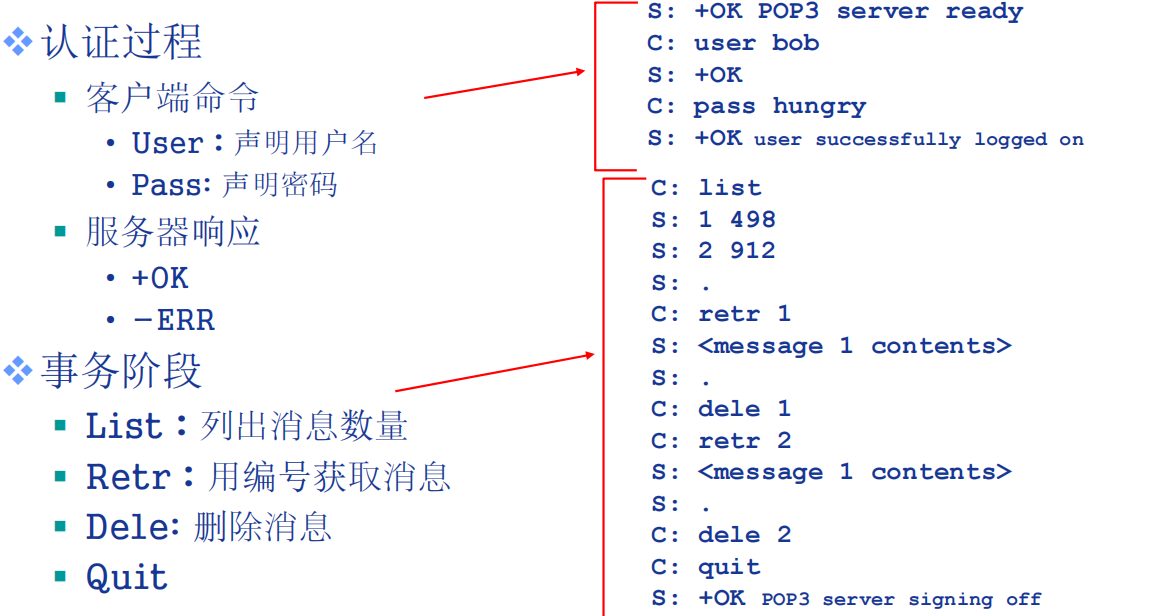 认证过程
客户端命令
User：声明用户名
Pass: 声明密码
服务器响应
+OK
－ERR
事务阶段
List：列出消息数量
Retr：用编号获取消息
Dele: 删除消息
Quit
S: +OK POP3 server ready
C: user bob
S: +OK
C: pass hungry
S: +OK user successfully logged on
C: list
S: 1 498
S: 2 912
S: .
C: retr 1
S: <message 1 contents>
S: .
C: dele 1
C: retr 2
S: <message 1 contents>
S: .
C: dele 2
C: quit
S: +OK POP3 server signing off